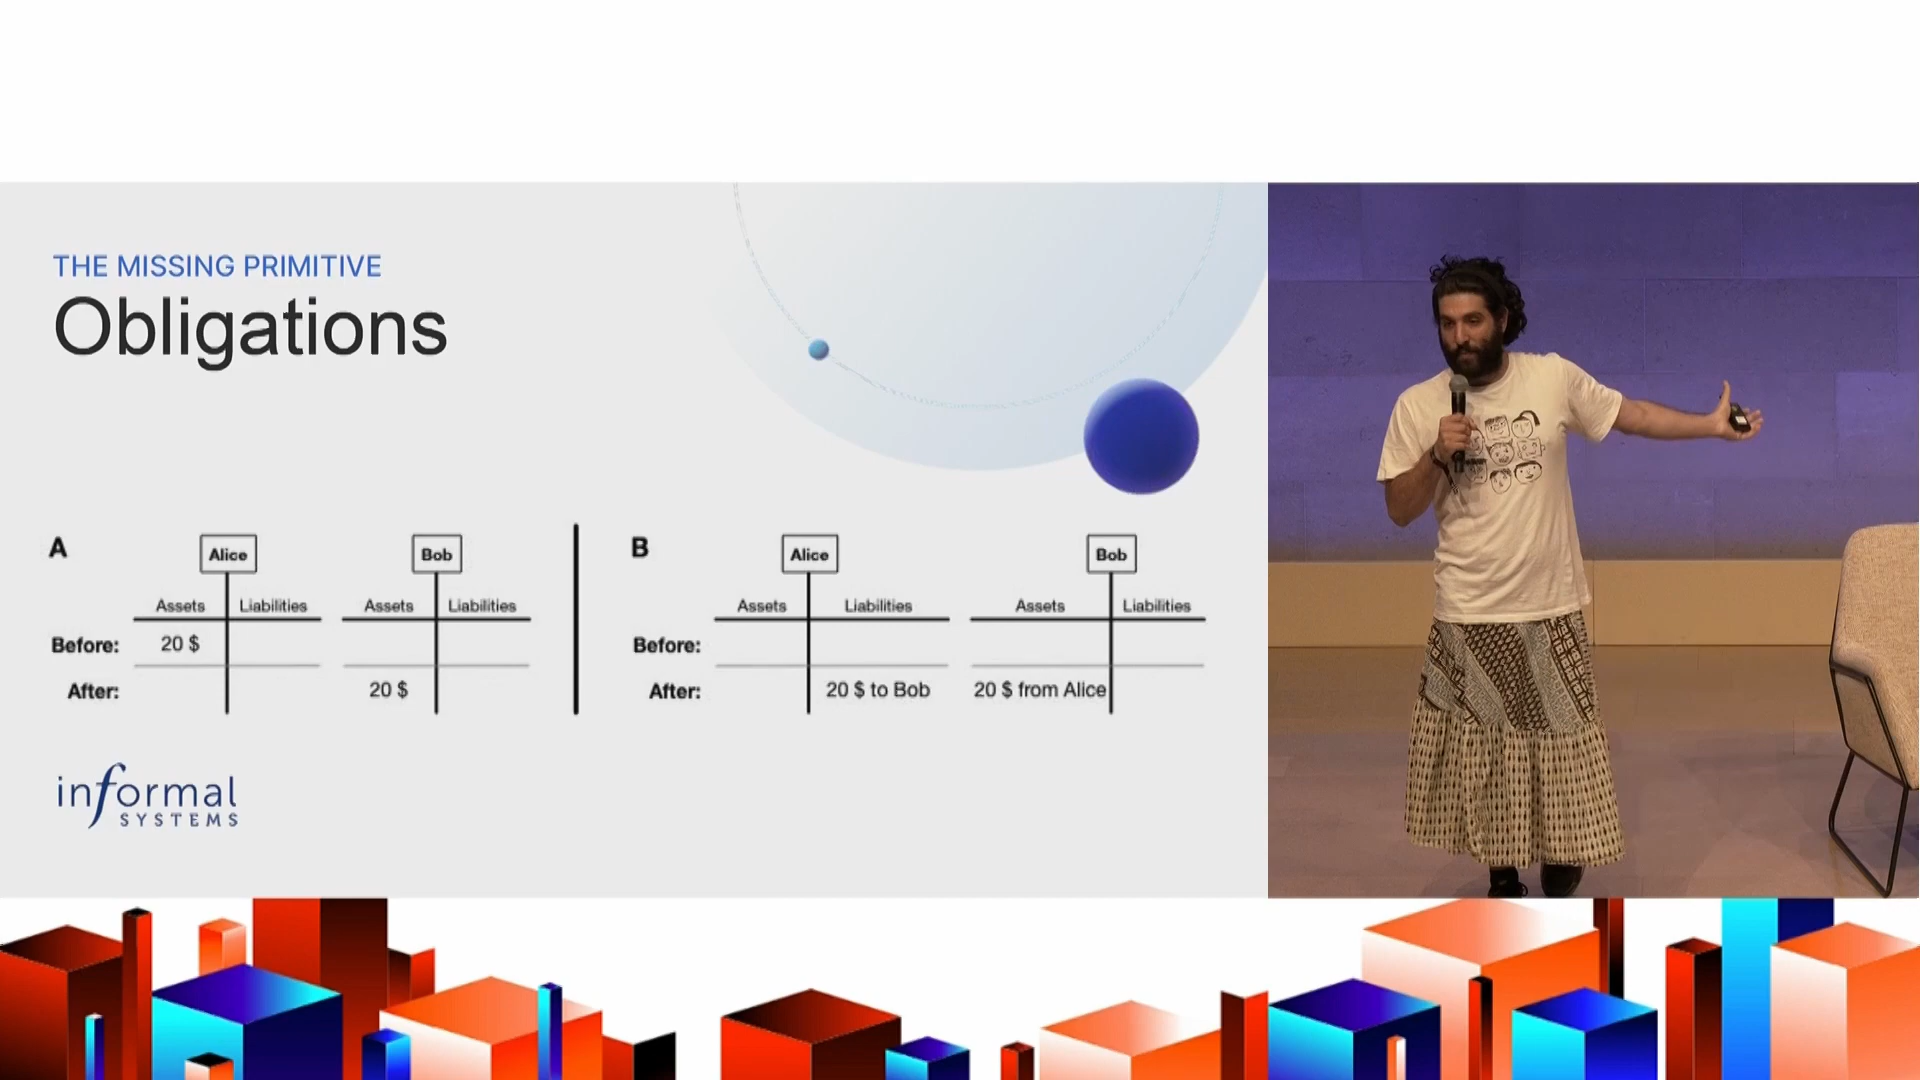 THE MISSING PRIMITIVE
Obligations
A
Alice
Bob
Assets Liabilities Assets Liabilities
Before: 20 $
After: 20 $
B
Alice
Bob
Assets Liabilities Assets Liabilities
Before:
After: 20 $ to Bob 20 $ from Alice
informal
SYSTEMS